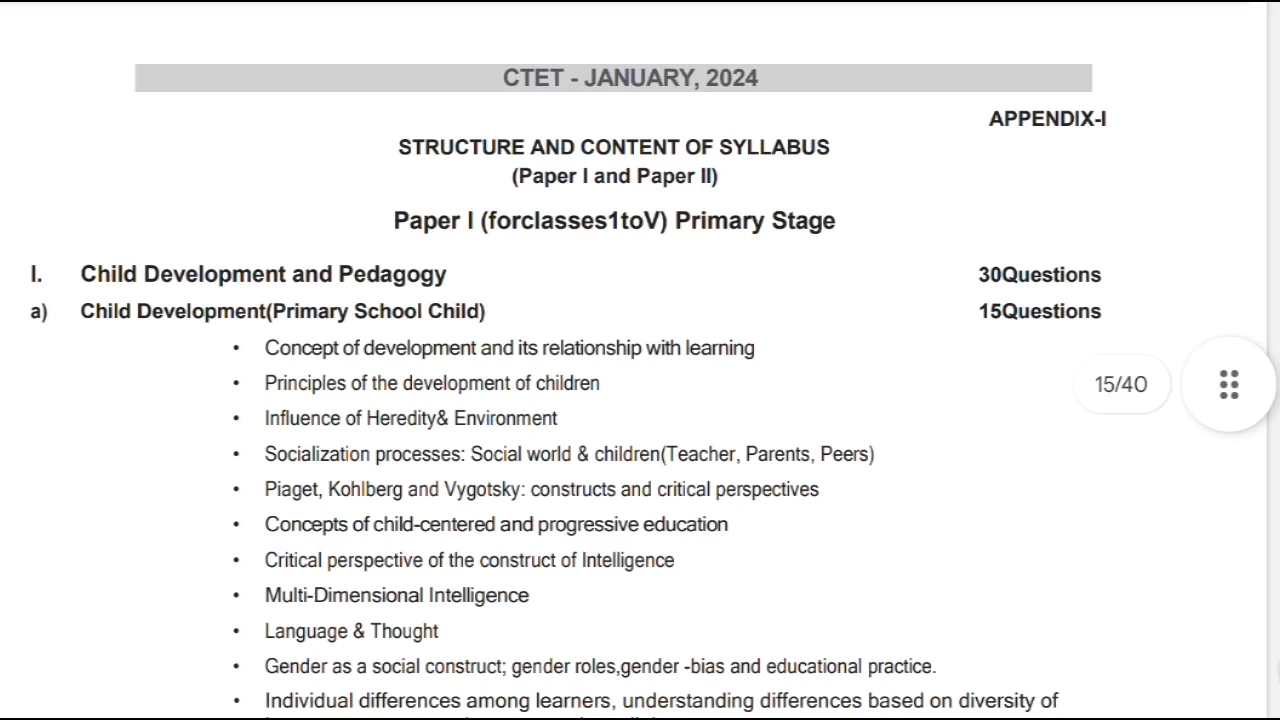 CTET - JANUARY, 2024
APPENDIX-I
STRUCTURE AND CONTENT OF SYLLABUS
(Paper I and Paper II)
Paper I (forclasses1toV) Primary Stage
I. Child Development and Pedagogy 30Questions
a) Child Development(Primary School Child) 15Questions
• Concept of development and its relationship with learning
• Principles of the development of children
15/40
• Influence of Heredity& Environment
• Socialization processes: Social world & children(Teacher, Parents, Peers)
• Piaget, Kohlberg and Vygotsky: constructs and critical perspectives
• Concepts of child-centered and progressive education
• Critical perspective of the construct of Intelligence
• Multi-Dimensional Intelligence
• Language & Thought
• Gender as a social construct; gender roles,gender -bias and educational practice.
• Individual differences among learners, understanding differences based on diversity of